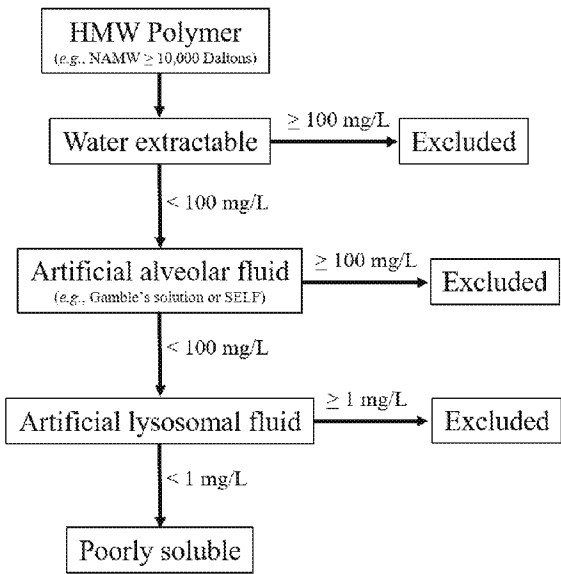 HMW Polymer
(e.g., NAMW ≥ 10,000 Daltons)
≥ 100 mg/L
Water extractable
Excluded
< 100 mg/L
Artificial alveolar fluid
(e.g., Gamble's solution or SELF)
≥ 100 mg/L
Excluded
< 100 mg/L
Artificial lysosomal fluid
≥ 1 mg/L
Excluded
< 1 mg/L
Poorly soluble